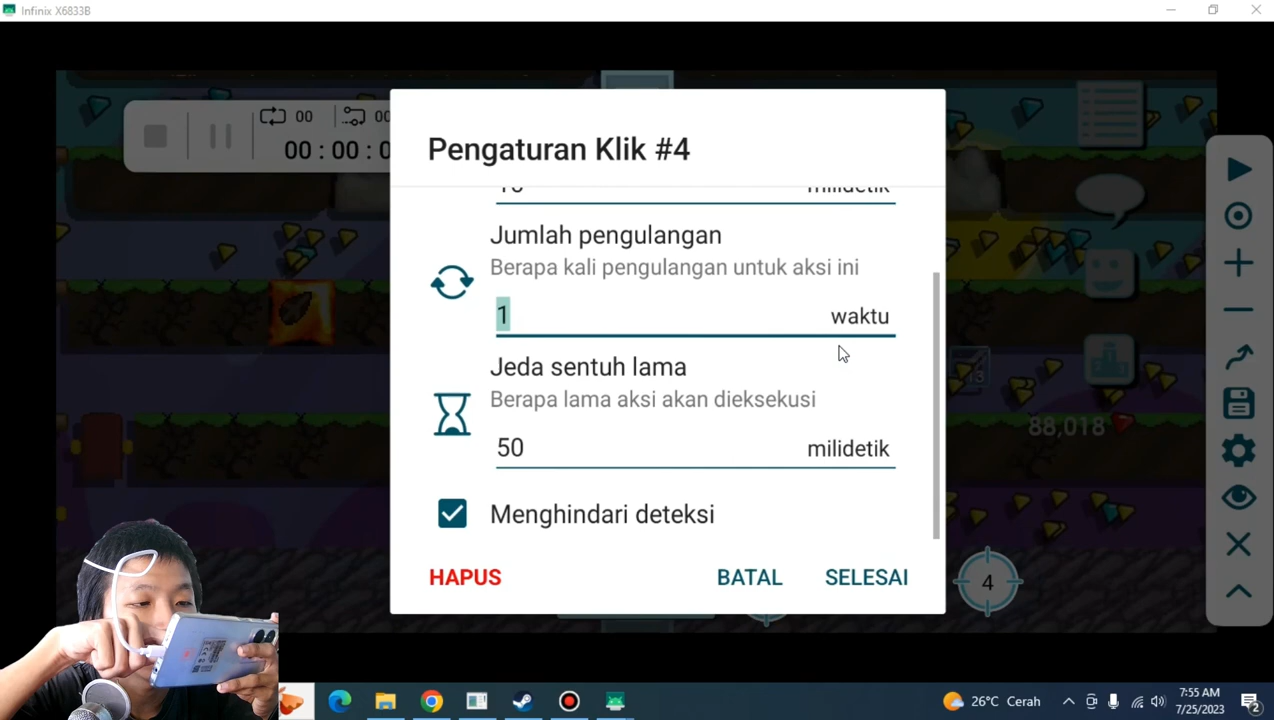 Infinix X6833B
00
00 : 00 : 0
Pengaturan Klik #4
milidetik
Jumlah pengulangan
Berapa kali pengulangan untuk aksi ini
1 waktu
Jeda sentuh lama
Berapa lama aksi akan dieksekusi
50 milidetik
Menghindari deteksi
HAPUS BATAL SELESAI
88,018
4
26°C Cerah
7:55 AM
7/25/2023
2